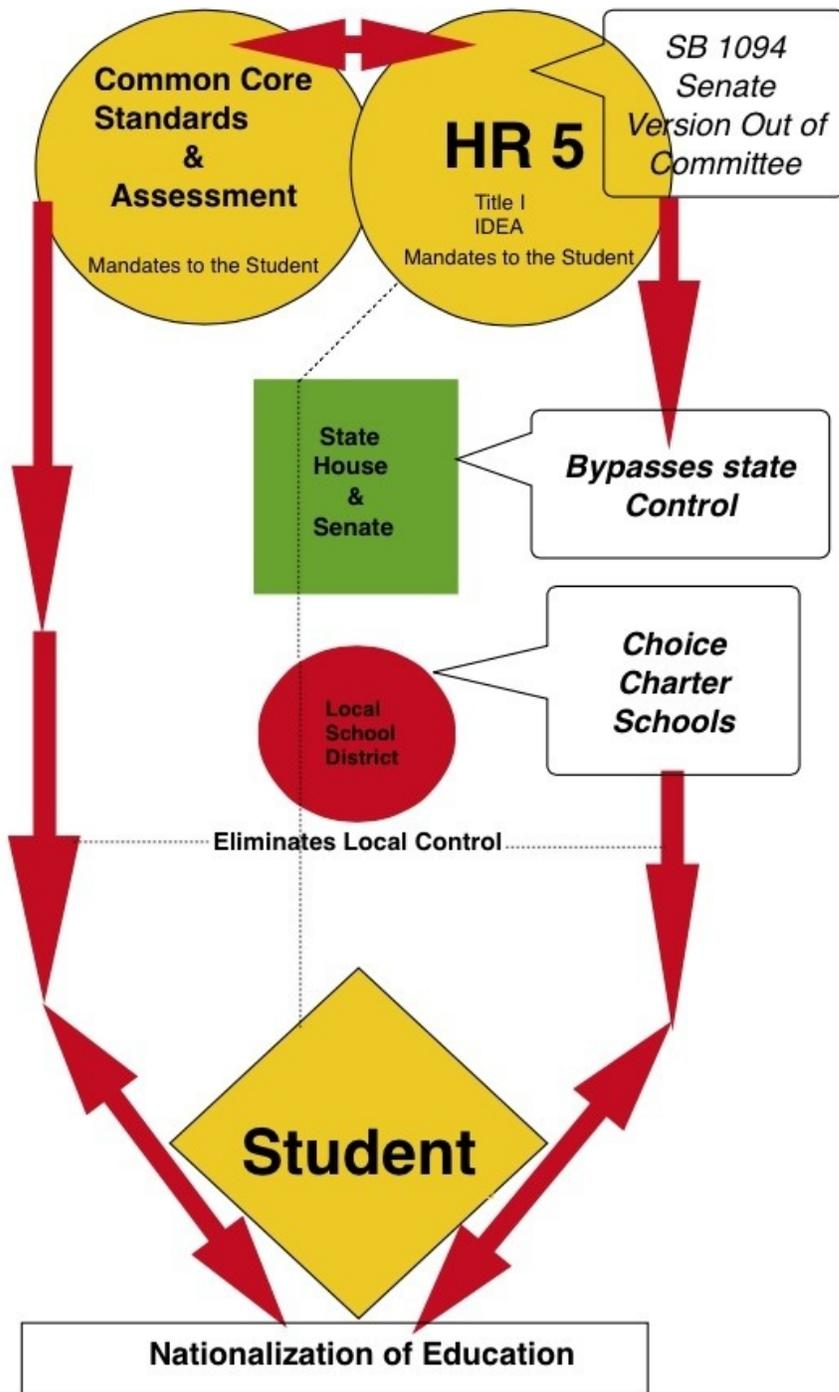 Common Core
Standards
&
Assessment
Mandates to the Student
HR 5
Title I
IDEA
Mandates to the Student
SB 1094
Senate
Version Out of
Committee
State
House
&
Senate
Bypasses state
Control
Local
School
District
Choice
Charter
Schools
Eliminates Local Control
Student
Nationalization of Education